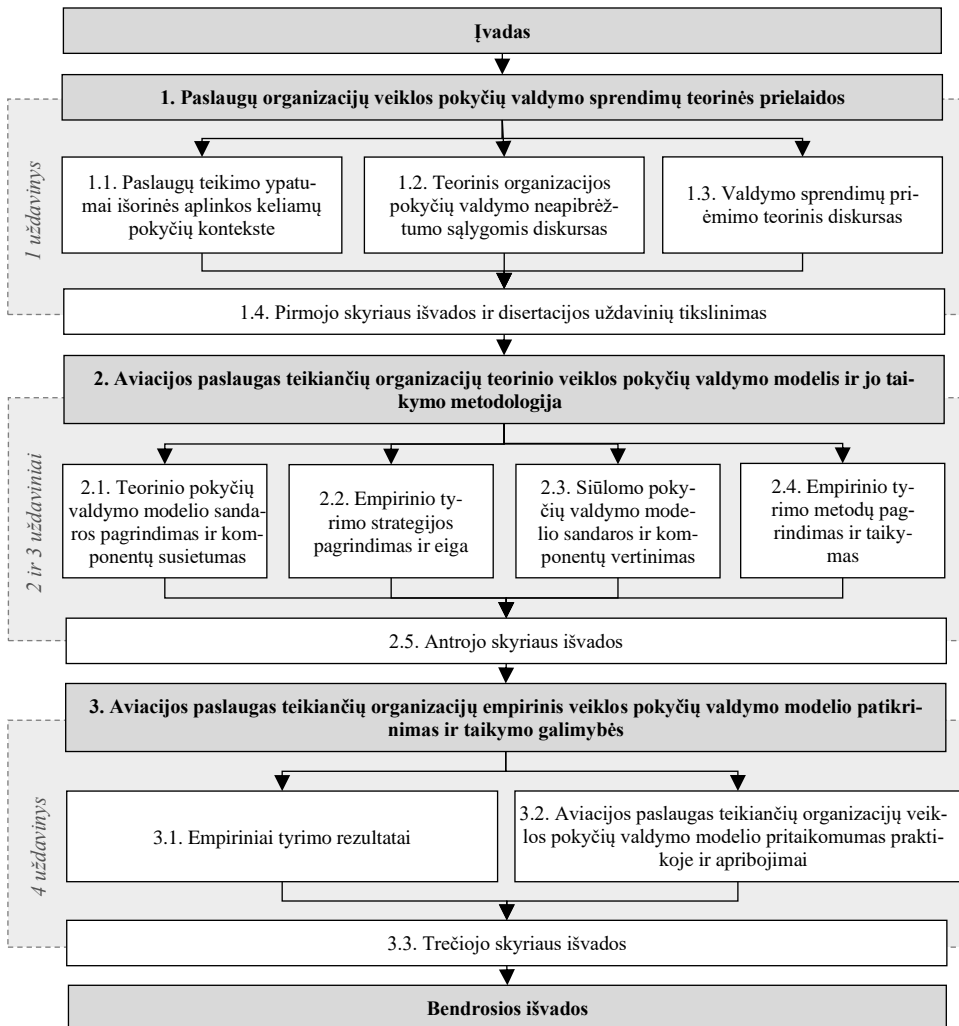 Įvadas
1. Paslaugų organizacijų veiklos pokyčių valdymo sprendimų teorinės prielaidos
1 uždavinys
1.1. Paslaugų teikimo ypatu-
mai išorinės aplinkos keliamų
pokyčių kontekste
1.2. Teorinis organizacijos
pokyčių valdymo neapibrėž-
tumo sąlygomis diskursas
1.3. Valdymo sprendimų pri-
ėmimo teorinis diskursas
1.4. Pirmojo skyriaus išvados ir disertacijos uždavinių tikslinimas
2. Aviacijos paslaugas teikiančių organizacijų teorinio veiklos pokyčių valdymo modelis ir jo tai-
kymo metodologija
2 ir 3 uždaviniai
2.1. Teorinio pokyčių
valdymo modelio sanda-
ros pagrindimas ir kom-
ponentų susietumas
2.2. Empirinio ty-
rimo strategijos
pagrindimas ir eiga
2.3. Siūlomo poky-
čių valdymo mode-
lio sandaros ir kom-
ponentų vertinimas
2.4. Empirinio ty-
rimo metodų pag-
rindimas ir taiky-
mas
2.5. Antrojo skyriaus išvados
3. Aviacijos paslaugas teikiančių organizacijų empirinis veiklos pokyčių valdymo modelio patikri-
nimas ir taikymo galimybės
4 uždavinys
3.1. Empiriniai tyrimo rezultatai
3.2. Aviacijos paslaugas teikiančių organizacijų veik-
los pokyčių valdymo modelio pritaikomumas prakti-
koje ir apribojimai
3.3. Trečiojo skyriaus išvados
Bendrosios išvados